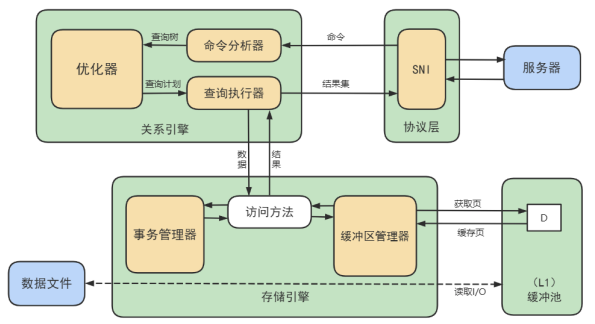 查询树
命令分析器
命令
优化器
SNI
服务器
查询计划
查询执行器
结果集
关系引擎
协议层
数据
结果
访问方法
获取页
事务管理器
缓冲区管理器
D
缓存页
数据文件
存储引擎
读取I/O
（L1）
缓冲池